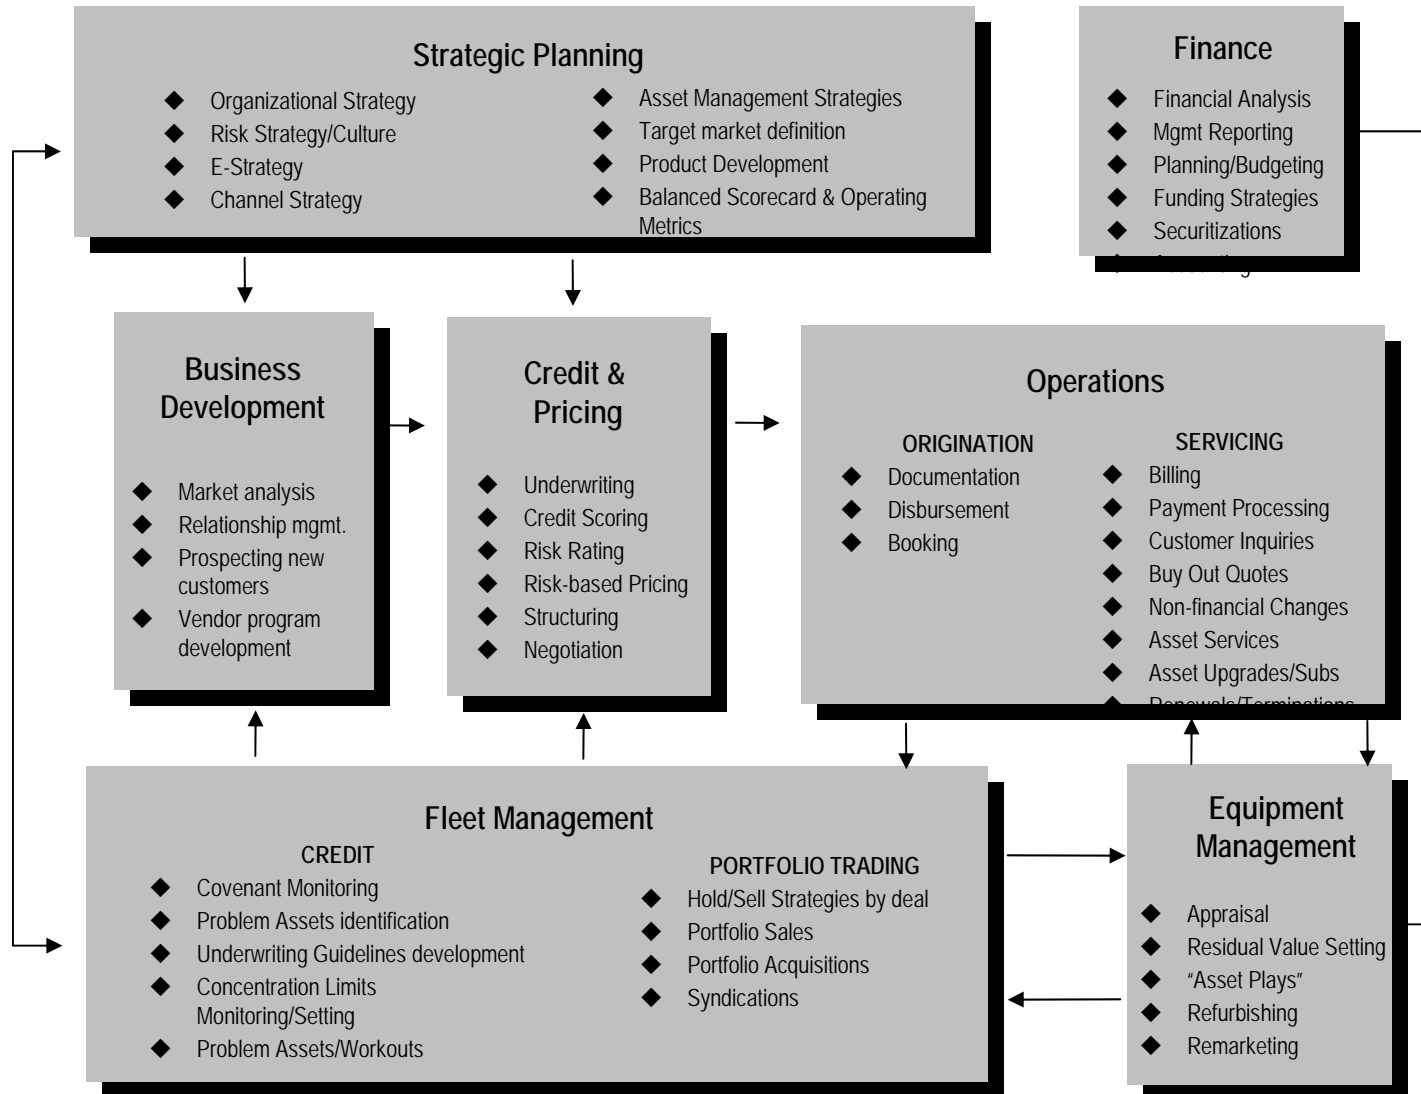 Strategic Planning
Organizational Strategy
Risk Strategy/Culture
E-Strategy
Channel Strategy
Asset Management Strategies
Target market definition
Product Development
Balanced Scorecard & Operating
Metrics
Finance
Financial Analysis
Mgmt Reporting
Planning/Budgeting
Funding Strategies
Securitizations
Business
Development
Market analysis
Relationship mgmt.
Prospecting new
customers
Vendor program
development
Credit &
Pricing
Underwriting
Credit Scoring
Risk Rating
Risk-based Pricing
Structuring
Negotiation
Operations
ORIGINATION
Documentation
Disbursement
Booking
SERVICING
Billing
Payment Processing
Customer Inquiries
Buy Out Quotes
Non-financial Changes
Asset Services
Asset Upgrades/Subs
Renewals/Terminations
Fleet Management
CREDIT
Covenant Monitoring
Problem Assets identification
Underwriting Guidelines development
Concentration Limits
Monitoring/Setting
Problem Assets/Workouts
PORTFOLIO TRADING
Hold/Sell Strategies by deal
Portfolio Sales
Portfolio Acquisitions
Syndications
Equipment
Management
Appraisal
Residual Value Setting
“Asset Plays”
Refurbishing
Remarketing